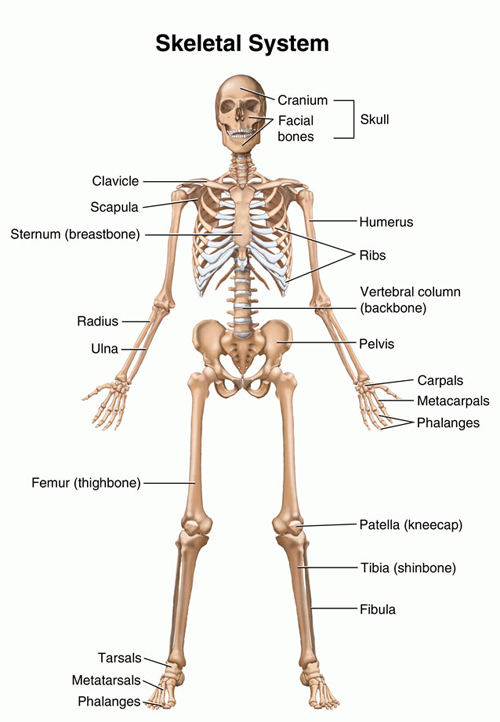 Skeletal System
Cranium
Facial
bones
Skull
Clavicle
Scapula
Sternum (breastbone)
Humerus
Ribs
Vertebral column
(backbone)
Radius
Ulna
Pelvis
Carpals
Metacarpals
Phalanges
Femur (thighbone)
Patella (kneecap)
Tibia (shinbone)
Fibula
Tarsals
Metatarsals
Phalanges